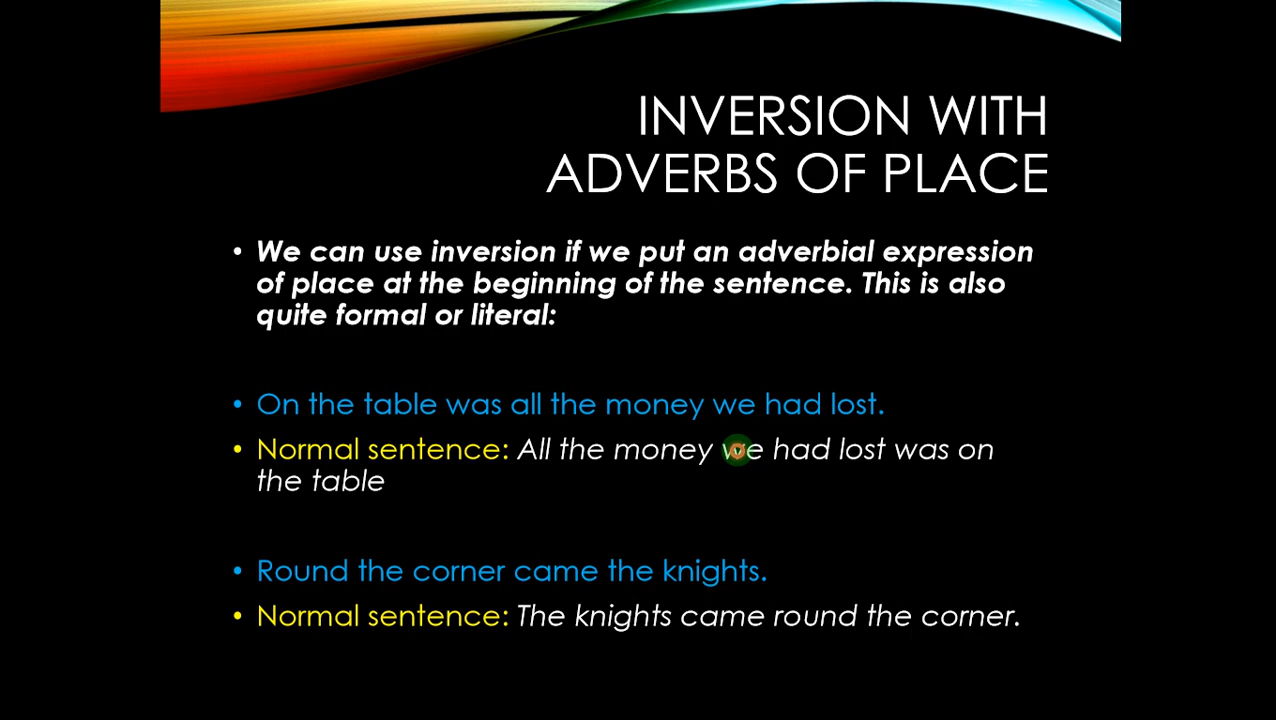 INVERSION WITH
ADVERBS OF PLACE
• We can use inversion if we put an adverbial expression
of place at the beginning of the sentence. This is also
quite formal or literal:
• On the table was all the money we had lost.
• Normal sentence: All the money we had lost was on
the table
• Round the corner came the knights.
• Normal sentence: The knights came round the corner.